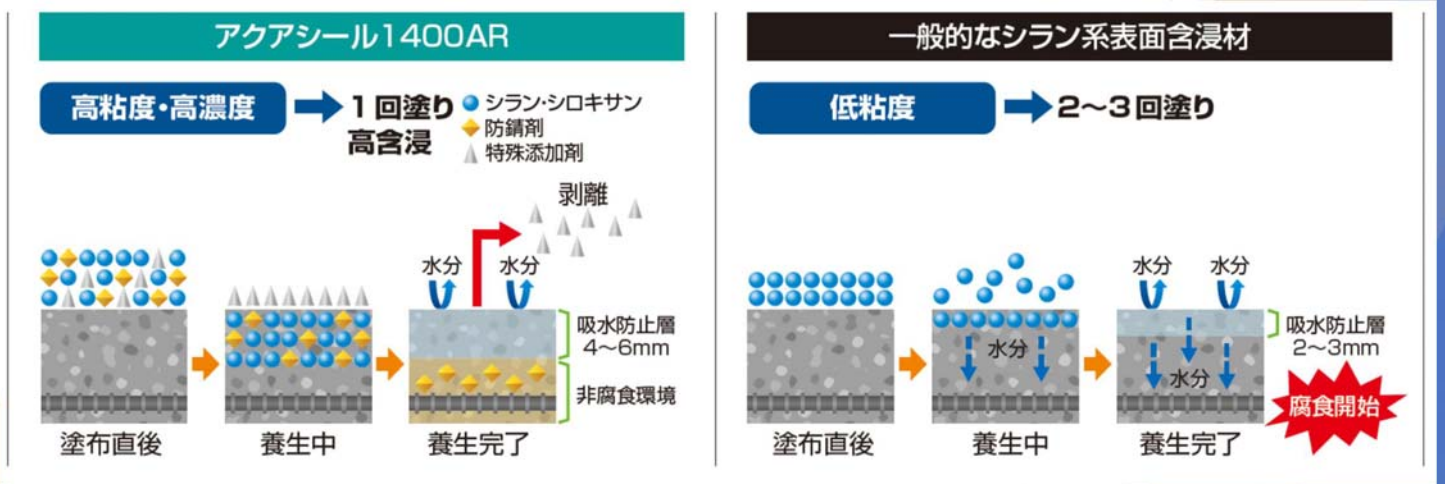 アクアシール1400AR
高粘度・高濃度
1回塗り
高含浸
シラン・シロキサン
防錆剤
特殊添加剤
剥離
水分
水分
吸水防止層
4〜6mm
非腐食環境
塗布直後
養生中
養生完了
一般的なシラン系表面含浸材
低粘度
2〜3回塗り
水分
水分
水分
吸水防止層
2〜3mm
水分
腐食開始
塗布直後
養生中
養生完了